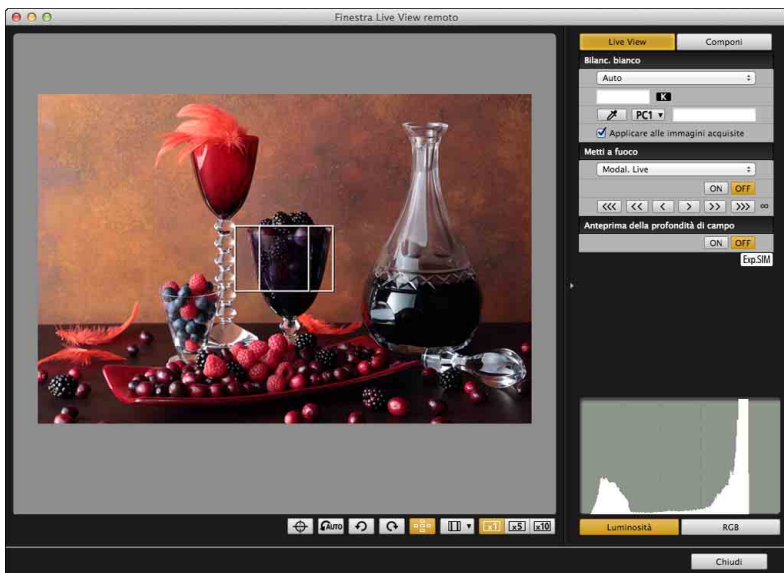 Finestra Live View remoto
Live View Componi
Bilanc. bianco
Auto
K
PC1
Applicare alle immagini acquisite
Metti a fuoco
Modal. Live
ON OFF
<<< << < > >> >>> ∞
Anteprima della profondità di campo
ON OFF
Exp.SIM
AUTO x1 x5 x10
Luminosità RGB
Chiudi